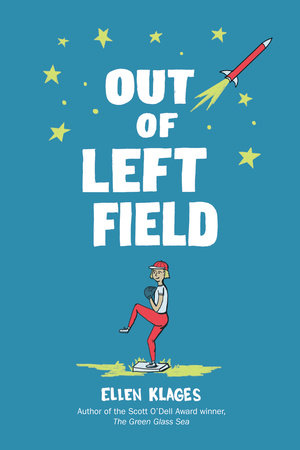 OUT
OF
LEFT
FIELD
ELLEN KLAGES
Author of the Scott O'Dell Award winner,
The Green Glass Sea